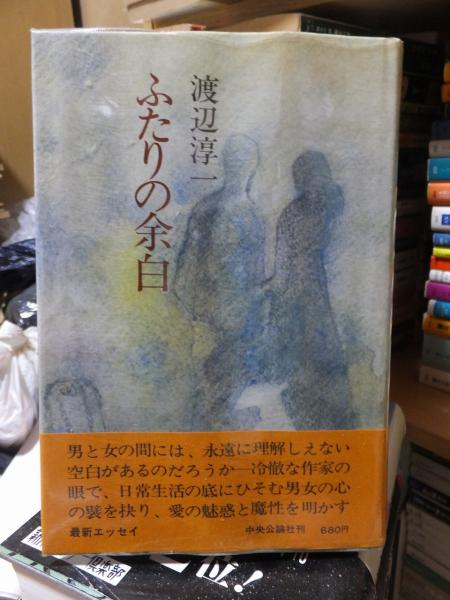 渡辺淳一
ふたりの余白
男と女の間には、永遠に理解しえない
空白があるのだろうか─冷徹な作家の
眼で、日常生活の底にひそむ男女の心
の襞を抉り、愛の魅惑と魔性を明かす
最新エッセイ 中央公論社刊 680円
倶楽部
位!